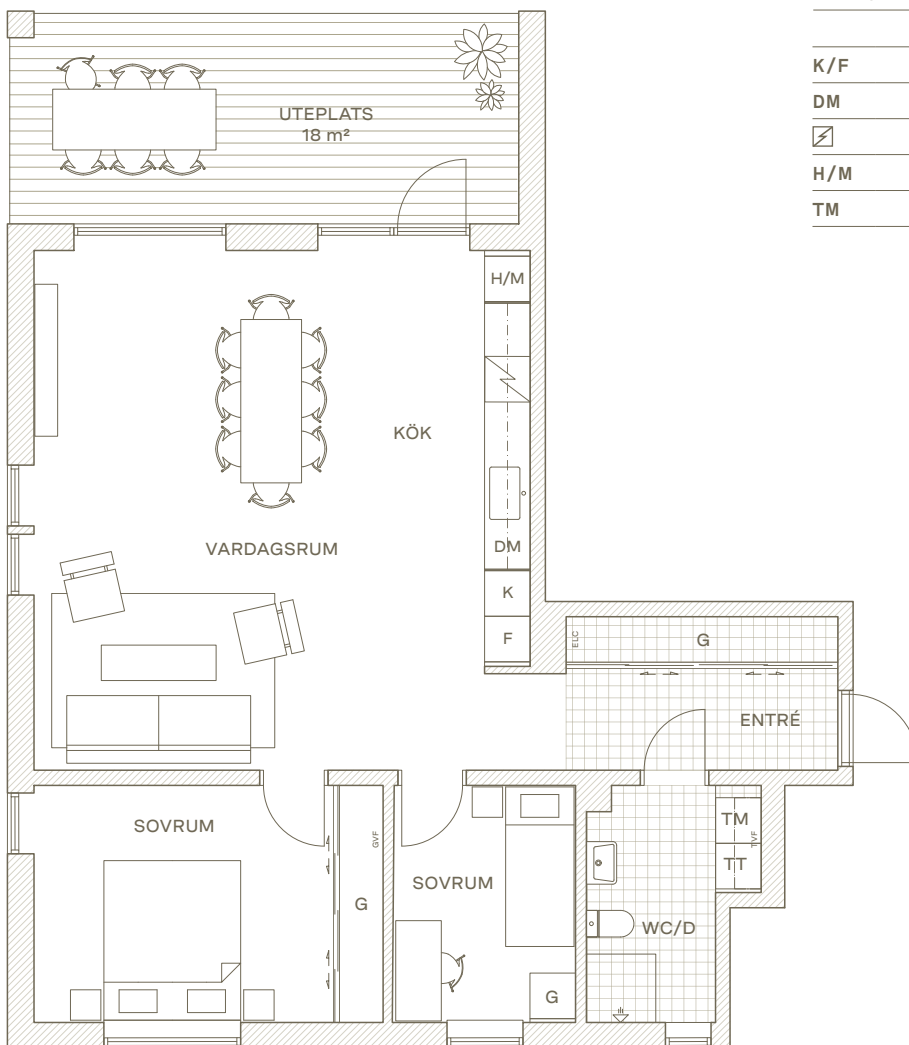 K/F
DM
H/M
TM
UTEPLATS
18 m²
H/M
KÖK
VARDAGSRUM
DM
K
F
ELC
G
ENTRÉ
SOVRUM
GVF
G
SOVRUM
G
TM
TVF
TT
WC/D